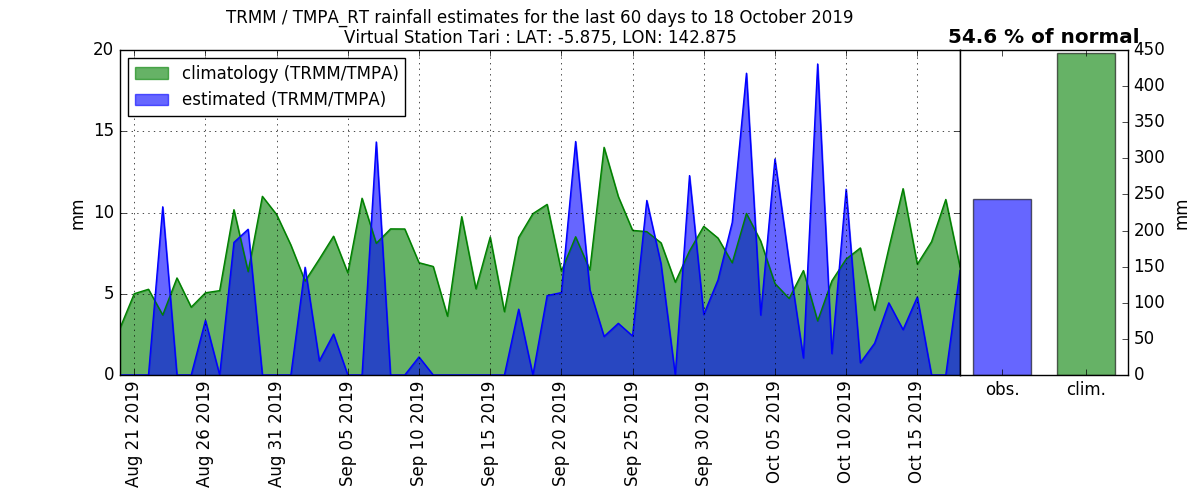 TRMM / TMPA_RT rainfall estimates for the last 60 days to 18 October 2019
Virtual Station Tari : LAT: -5.875, LON: 142.875
54.6 % of normal
climatology (TRMM/TMPA)
estimated (TRMM/TMPA)
mm
20
15
10
5
0
Aug 21 2019
Aug 26 2019
Aug 31 2019
Sep 05 2019
Sep 10 2019
Sep 15 2019
Sep 20 2019
Sep 25 2019
Sep 30 2019
Oct 05 2019
Oct 10 2019
Oct 15 2019
obs.
clim.
450
400
350
300
250
200
150
100
50
0
mm